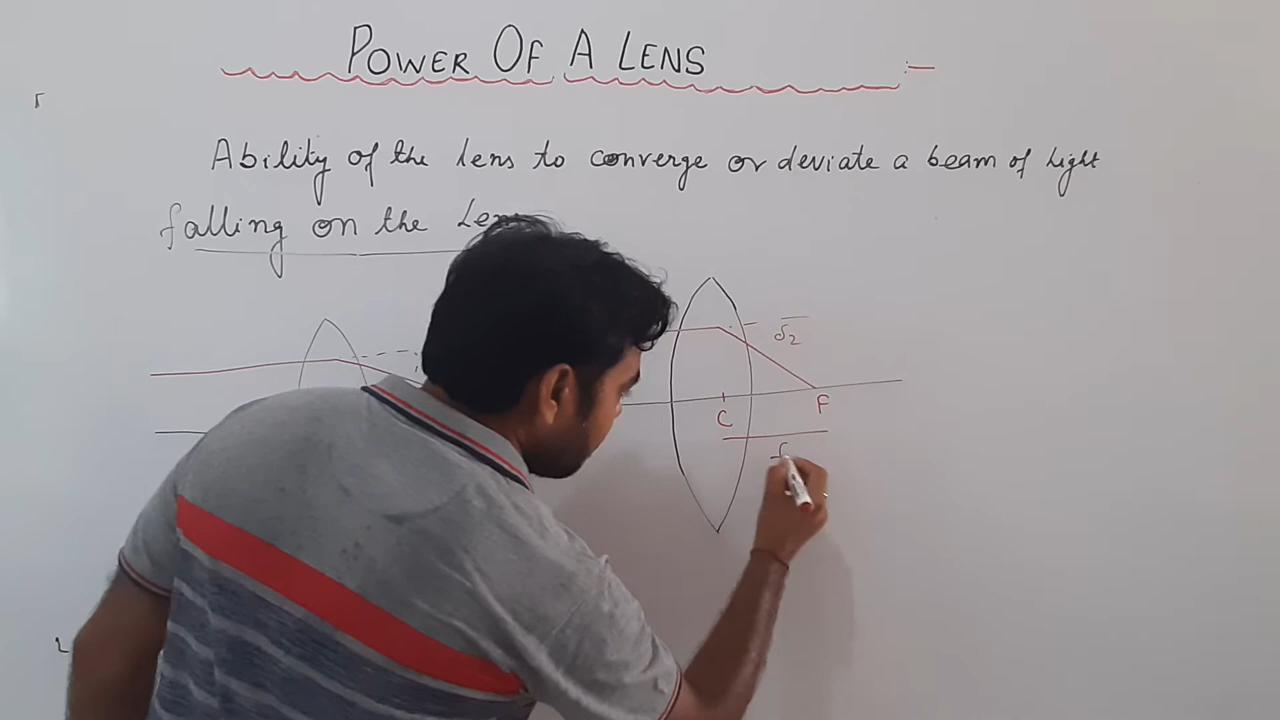 POWER OF A LENS :-
Ability of the lens to converge or deviate a beam of light
falling on the Lens
δ2
C
F
f